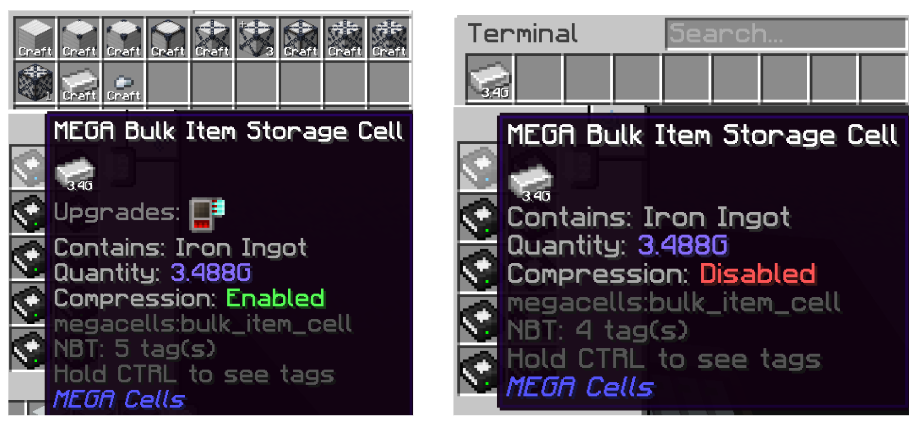 Craft Craft Craft Craft Craft 3 Craft Craft Craft
1 Craft Craft
MEGA Bulk Item Storage Cell
3.4G
Upgrades:
Contains: Iron Ingot
Quantity: 3.488G
Compression: Enabled
megacells:bulk_item_cell
NBT: 5 tag(s)
Hold CTRL to see tags
MEGA Cells
Terminal
Search...
3.4G
MEGA Bulk Item Storage Cell
3.4G
Contains: Iron Ingot
Quantity: 3.488G
Compression: Disabled
megacells:bulk_item_cell
NBT: 4 tag(s)
Hold CTRL to see tags
MEGA Cells